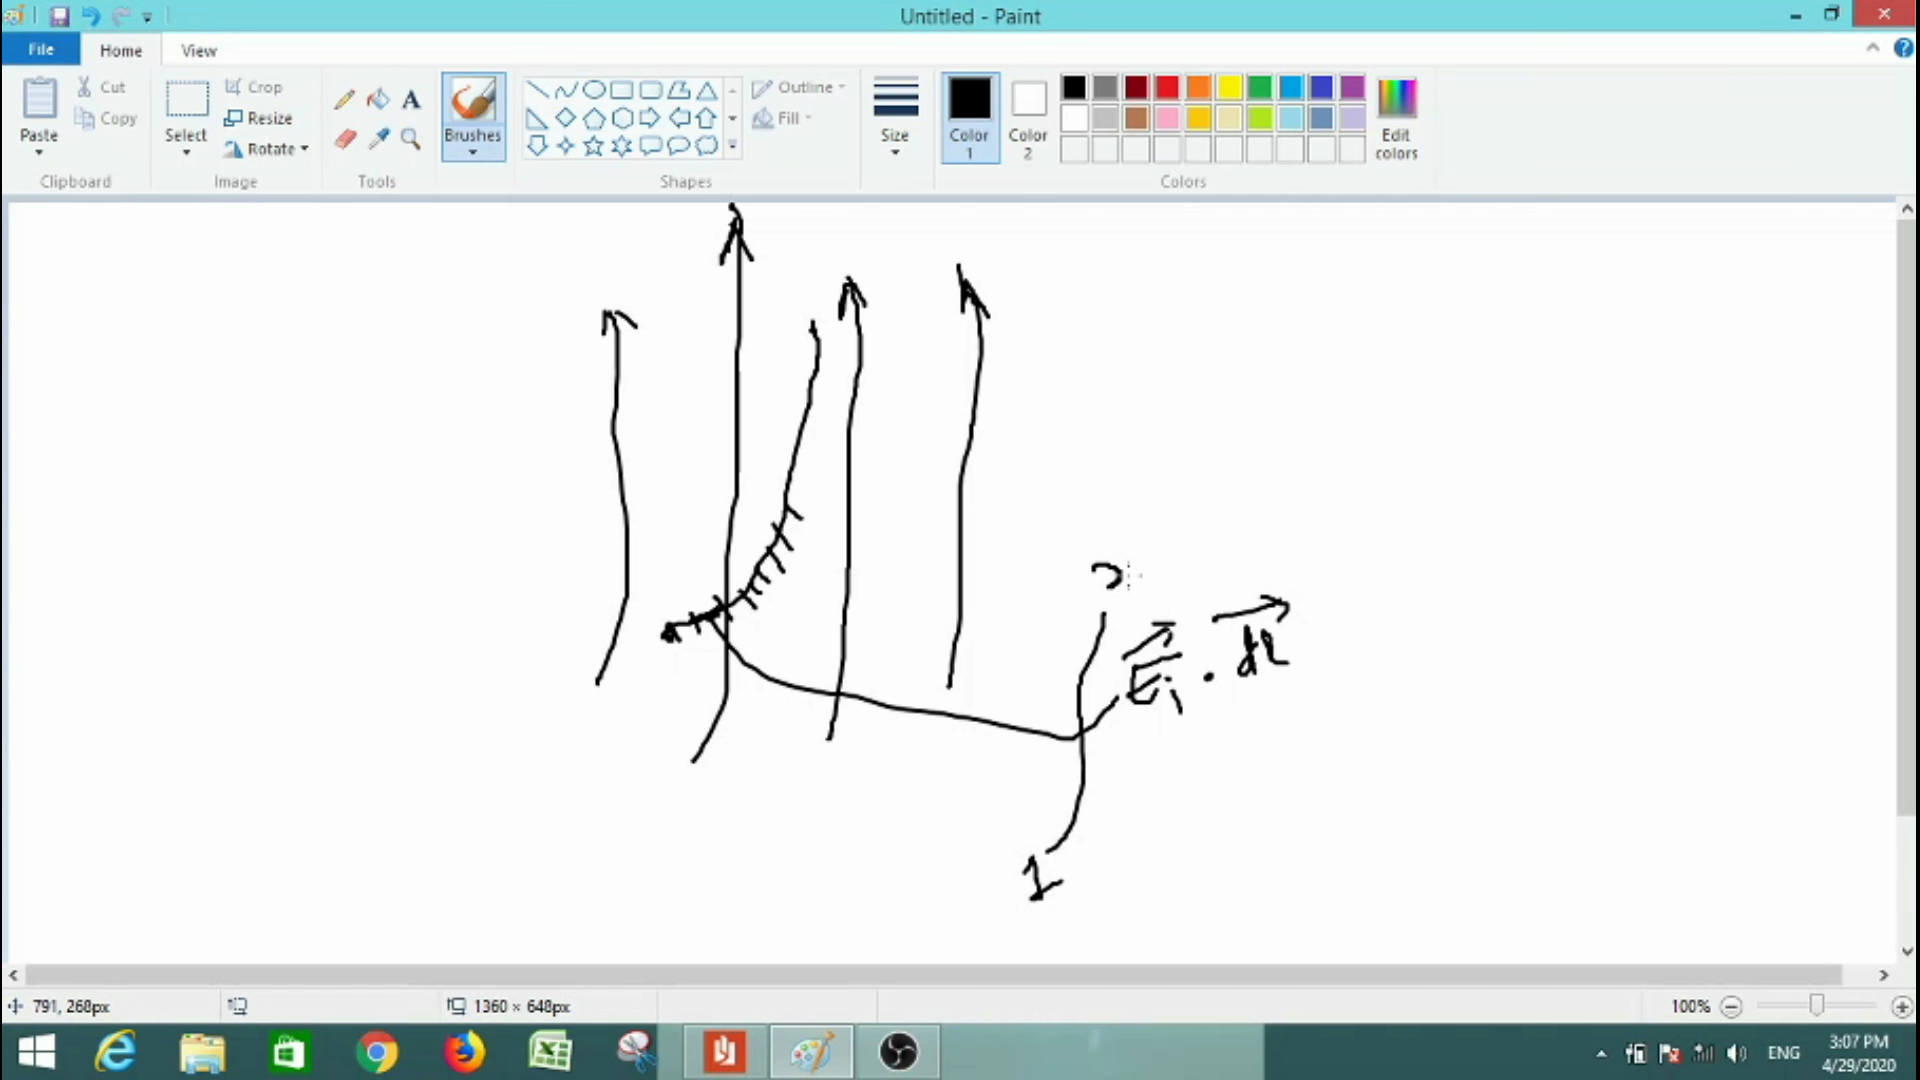 Untitled - Paint
File Home View
Paste
Cut
Copy
Clipboard
Select
Crop
Resize
Rotate
Image
A
Tools
Brushes
Shapes
Outline
Fill
Size
Color 1
Color 2
Edit colors
Colors
E i . dl
1
791, 268px
1360 × 648px
100%
ENG
3:07 PM
4/29/2020